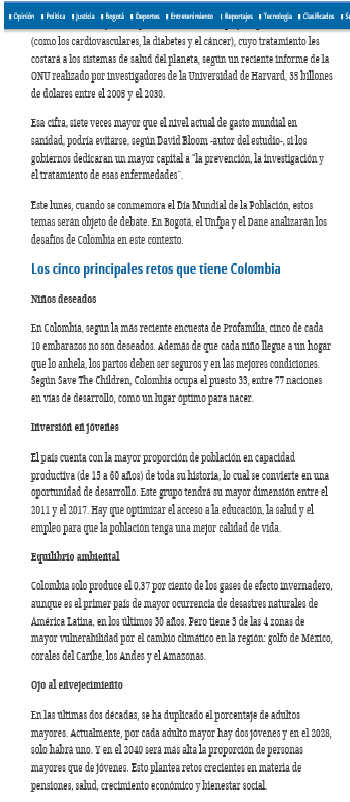 Opinión Política Justicia Bogotá Deportes Entretenimiento Reportajes Tecnología Clasificados
(como los cardiovasculares, la diabetes y el cáncer), cuyo tratamiento les
costará a los sistemas de salud del planeta, según un reciente informe de la
ONU realizado por investigadores de la Universidad de Harvard, 35 billones
de dólares entre el 2005 y el 2030.
Esa cifra, siete veces mayor que el nivel actual de gasto mundial en
sanidad, podría evitarse, según David Bloom -autor del estudio-, si los
gobiernos dedicaran un mayor capital a "la prevención, la investigación y
el tratamiento de esas enfermedades".
Este lunes, cuando se conmemora el Día Mundial de la Población, estos
temas serán objeto de debate. En Bogotá, el Unfpa y el Dane analizarán los
desafíos de Colombia en este contexto.
Los cinco principales retos que tiene Colombia
Niños deseados
En Colombia, según la más reciente encuesta de Profamilia, cinco de cada
10 embarazos no son deseados. Además de que cada niño llegue a un hogar
que lo anhela, los partos deben ser seguros y en las mejores condiciones.
Según Save The Children, Colombia ocupa el puesto 33, entre 77 naciones
en vías de desarrollo, como un lugar óptimo para nacer.
Inversión en jóvenes
El país cuenta con la mayor proporción de población en capacidad
productiva (de 15 a 60 años) de toda su historia, lo cual se convierte en una
oportunidad de desarrollo. Este grupo tendrá su mayor dimensión entre el
2011 y el 2017. Hay que optimizar el acceso a la educación, la salud y el
empleo para que la población tenga una mejor calidad de vida.
Equilibrio ambiental
Colombia solo produce el 0,37 por ciento de los gases de efecto invernadero,
aunque es el primer país de mayor ocurrencia de desastres naturales de
América Latina, en los últimos 30 años. Pero tiene 3 de las 4 zonas de
mayor vulnerabilidad por el cambio climático en la región: golfo de México,
corales del Caribe, los Andes y el Amazonas.
Ojo al envejecimiento
En las últimas dos décadas, se ha duplicado el porcentaje de adultos
mayores. Actualmente, por cada adulto mayor hay dos jóvenes y en el 2028,
solo habrá uno. Y en el 2040 será más alta la proporción de personas
mayores que de jóvenes. Esto plantea retos crecientes en materia de
pensiones, salud, crecimiento económico y bienestar social.